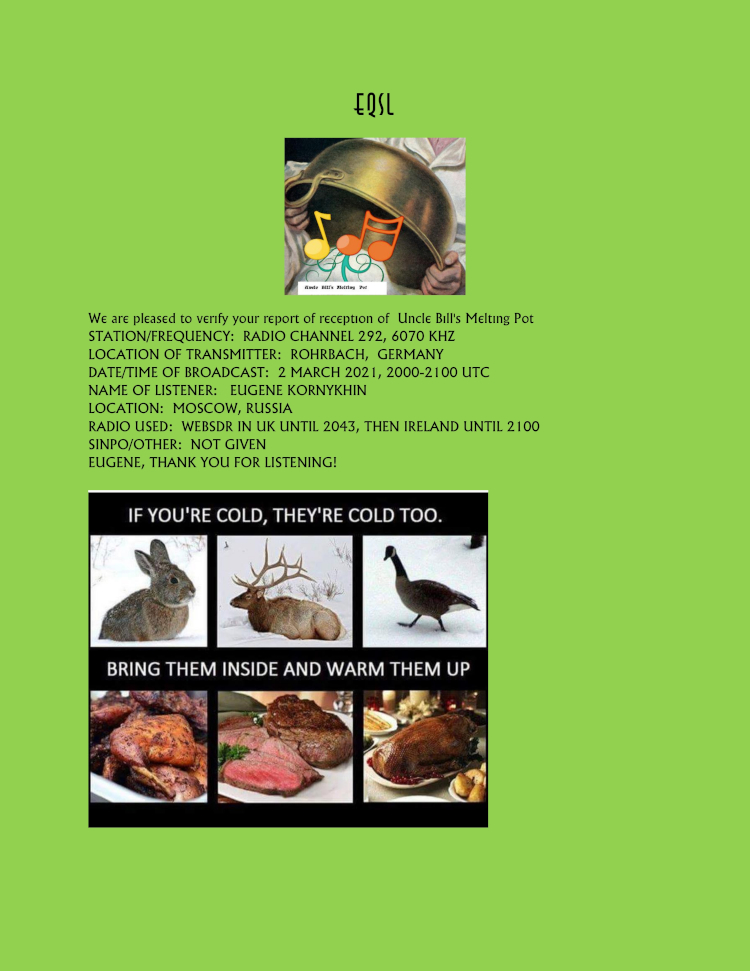 EQSL
Uncle Bill's Melting Pot
We are pleased to verify your report of reception of  Uncle Bill's Melting Pot
STATION/FREQUENCY:  RADIO CHANNEL 292, 6070 KHZ
LOCATION OF TRANSMITTER:  ROHRBACH,  GERMANY
DATE/TIME OF BROADCAST:  2 MARCH 2021, 2000-2100 UTC
NAME OF LISTENER:   EUGENE KORNYKHIN
LOCATION:  MOSCOW, RUSSIA
RADIO USED:  WEBSDR IN UK UNTIL 2043, THEN IRELAND UNTIL 2100
SINPO/OTHER:  NOT GIVEN
EUGENE, THANK YOU FOR LISTENING!
IF YOU'RE COLD, THEY'RE COLD TOO.
BRING THEM INSIDE AND WARM THEM UP